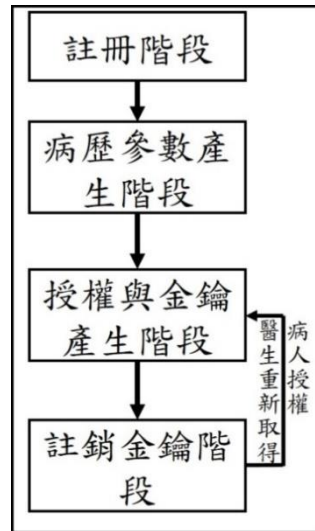 註冊階段
病歷參數產
生階段
授權與金鑰
產生階段
註銷金鑰階
段
病人授權
醫生重新取得